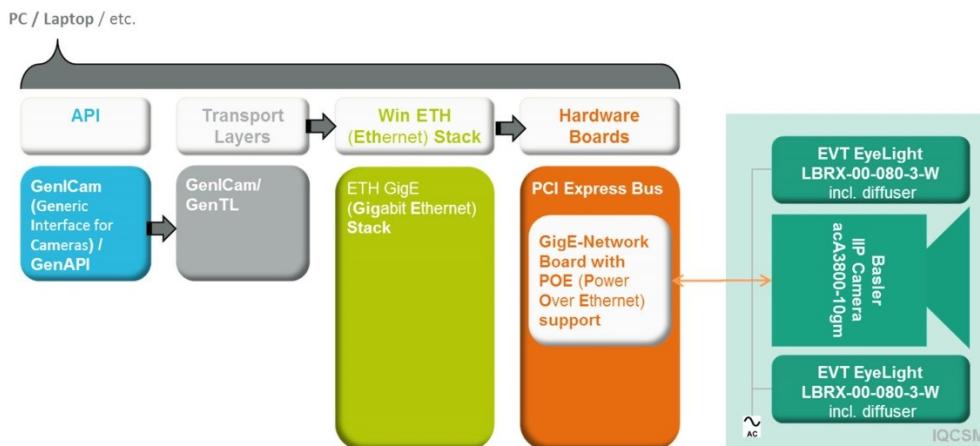 PC / Laptop / etc.
API
Transport
Layers
Win ETH
(Ethernet) Stack
Hardware
Boards
GenICam
(Generic
Interface for
Cameras) /
GenAPI
GenICam/
GenTL
ETH GigE
(Gigabit Ethernet)
Stack
PCI Express Bus
GigE-Network
Board with
POE (Power
Over Ethernet)
support
EVT EyeLight
LBRX-00-080-3-W
incl. diffuser
Basler
IIP Camera
acA3800-10gm
EVT EyeLight
LBRX-00-080-3-W
incl. diffuser
AC
IQCSM